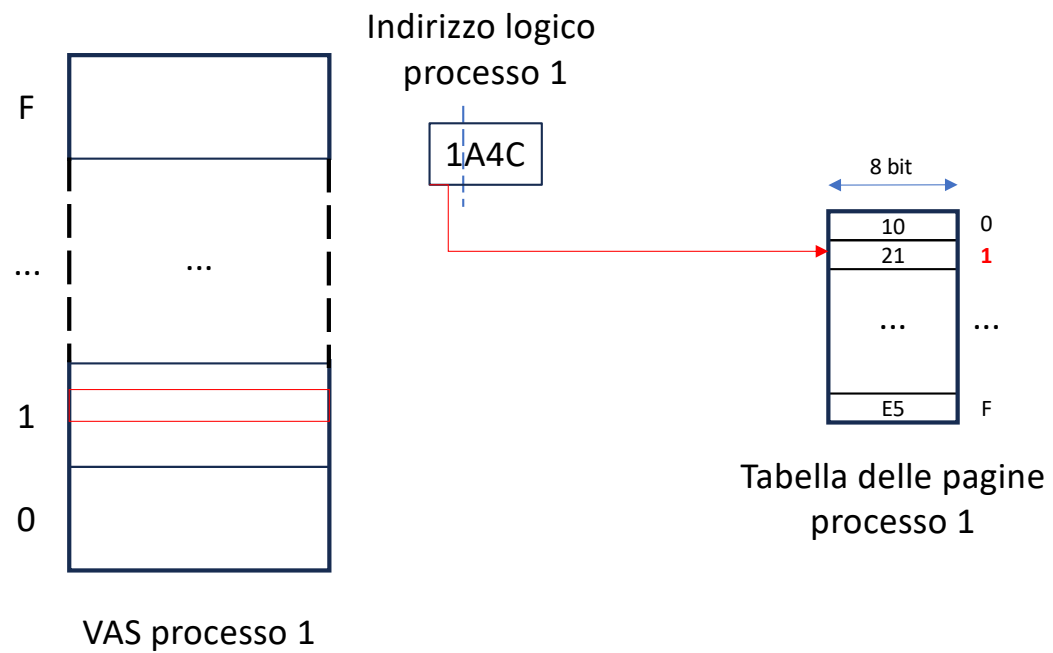 Indirizzo logico
processo 1
F
1A4C
8 bit
10 0
21 1
... ...
... ...
E5 F
1
0
Tabella delle pagine
processo 1
VAS processo 1